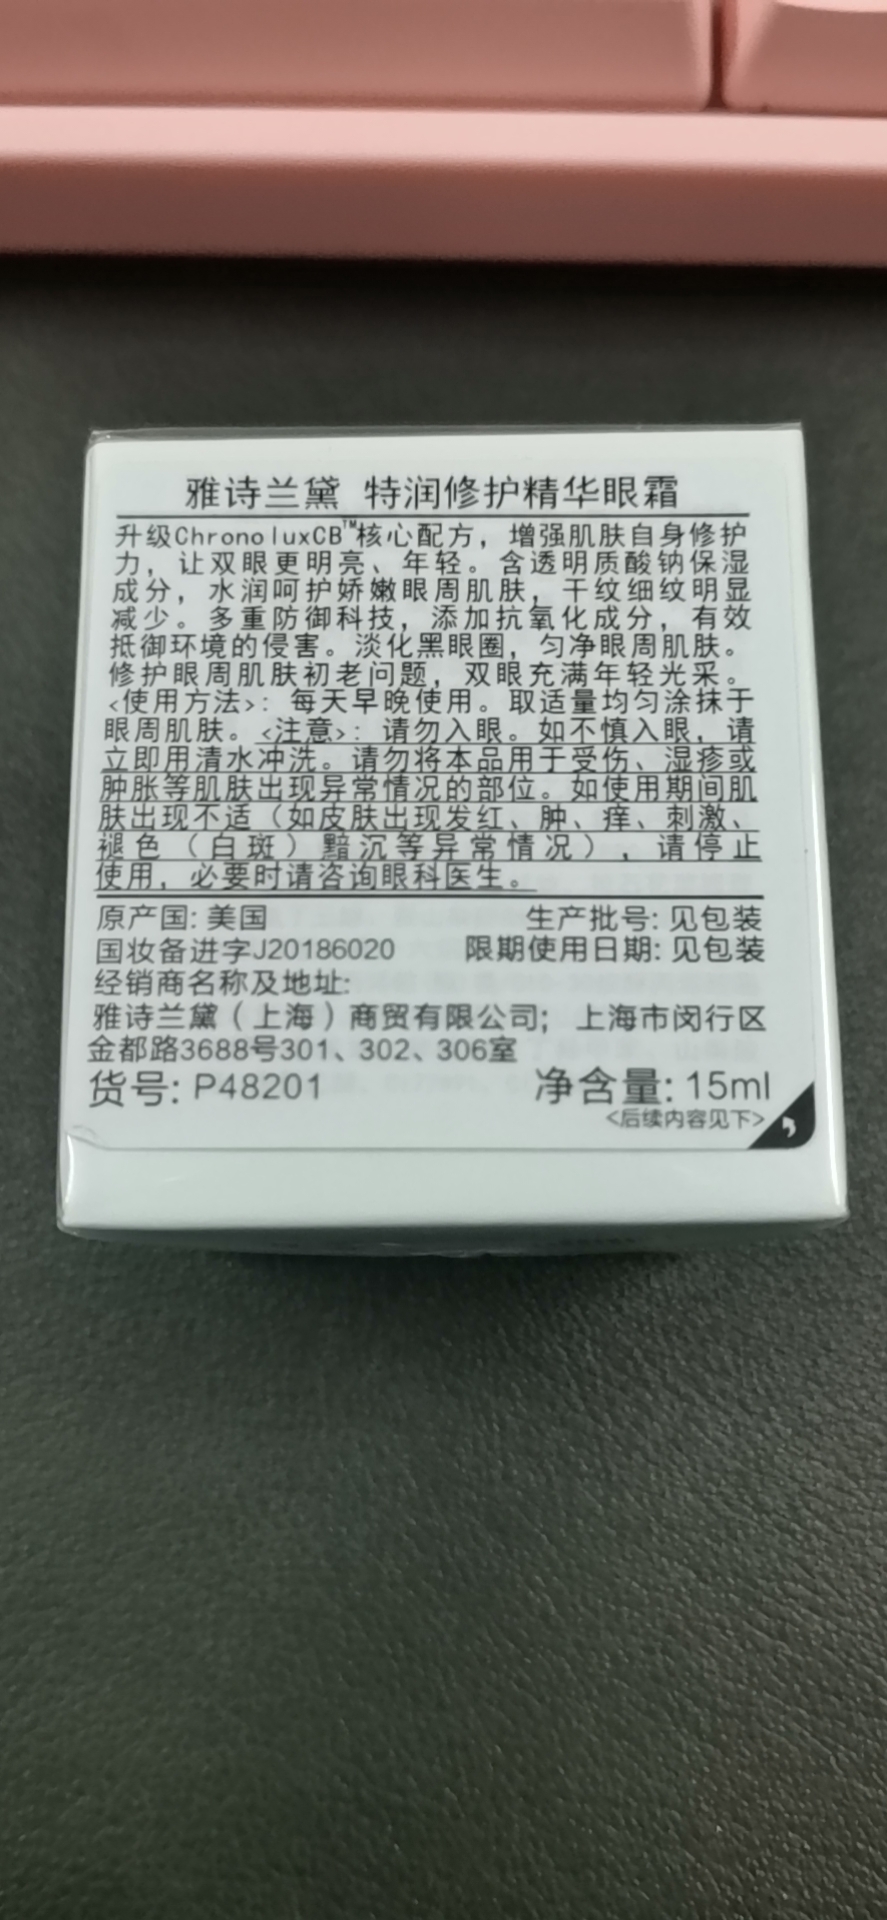 雅诗兰黛 特润修护精华眼霜
升级ChronoluxCB™核心配方，增强肌肤自身修护
力，让双眼更明亮、年轻。含透明质酸钠保湿
成分，水润呵护娇嫩眼周肌肤，干纹细纹明显
减少。多重防御科技，添加抗氧化成分，有效
抵御环境的侵害。淡化黑眼圈，匀净眼周肌肤。
修护眼周肌肤初老问题，双眼充满年轻光采。
<使用方法>：每天早晚使用。取适量均匀涂抹于
眼周肌肤。<注意>：请勿入眼。如不慎入眼，请
立即用清水冲洗。请勿将本品用于受伤、湿疹或
肿胀等肌肤出现异常情况的部位。如使用期间肌
肤出现不适（如皮肤出现发红、肿、痒、刺激、
褪色（白斑）黯沉等异常情况），请停止
使用，必要时请咨询眼科医生。
原产国: 美国 生产批号: 见包装
国妆备进字J20186020 限期使用日期: 见包装
经销商名称及地址:
雅诗兰黛（上海）商贸有限公司；上海市闵行区
金都路3688号301、302、306室
货号: P48201 净含量: 15ml
<后续内容见下>